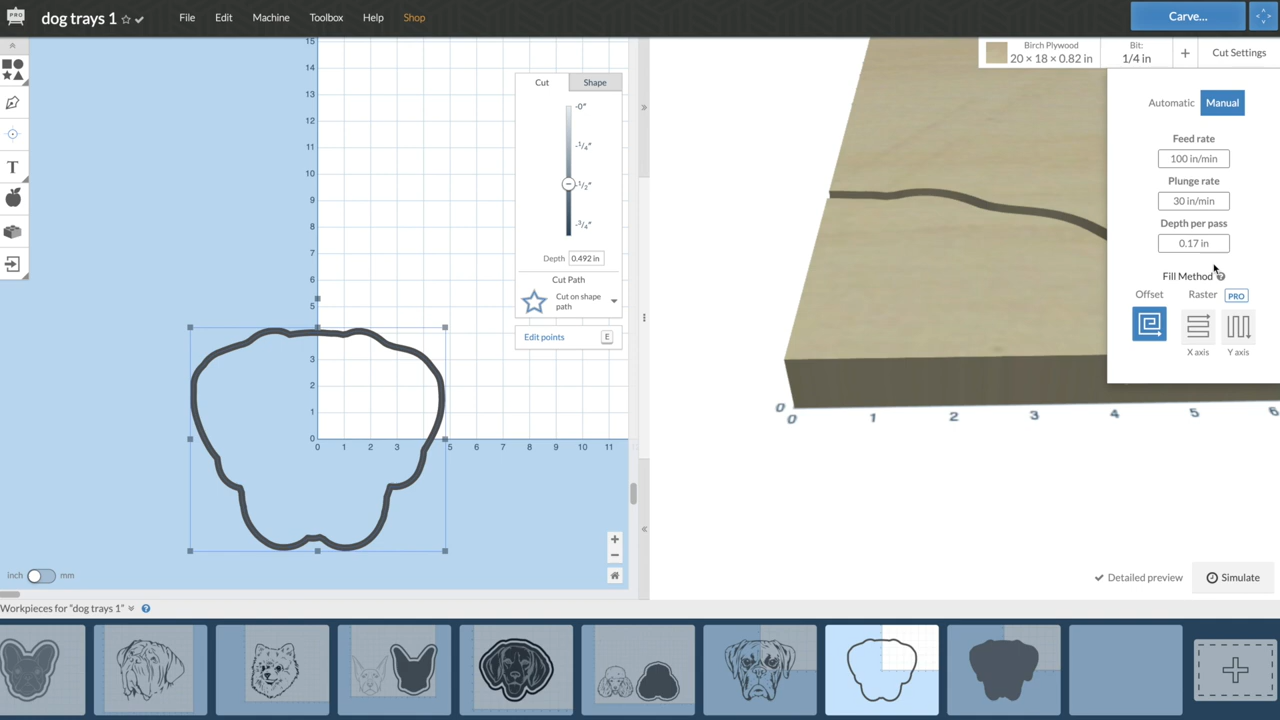 PRO
dog trays 1
File
Edit
Machine
Toolbox
Help
Shop
Carve...
Birch Plywood
20 × 18 × 0.82 in
Bit:
1/4 in
Cut Settings
Automatic
Manual
Feed rate
100 in/min
Plunge rate
30 in/min
Depth per pass
0.17 in
Fill Method
Offset
Raster
PRO
X axis
Y axis
15
14
13
12
11
10
9
8
7
6
5
3
2
1
0
0
1
2
3
5
6
7
8
9
10
11
Cut
Shape
-0"
-1/4"
-1/2"
-3/4"
Depth
0.492 in
Cut Path
Cut on shape
path
Edit points
E
T
0
0
1
2
3
4
5
6
Inch
mm
Detailed preview
Simulate
Workpieces for "dog trays 1"